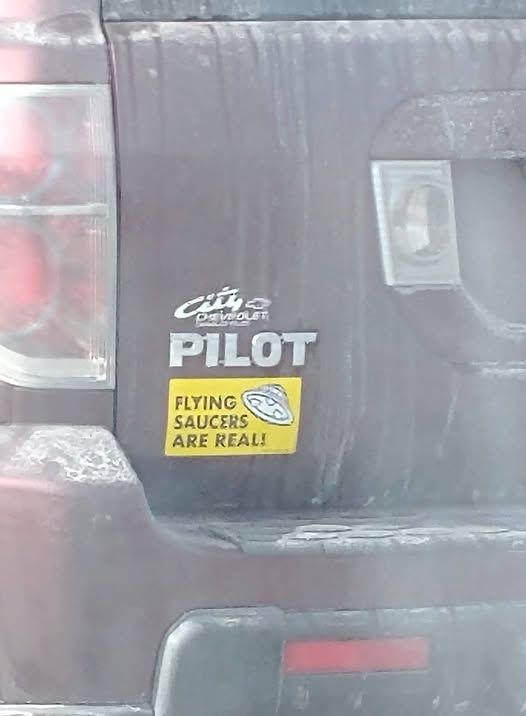 City
CHEVROLET
PILOT
FLYING
SAUCERS
ARE REAL!